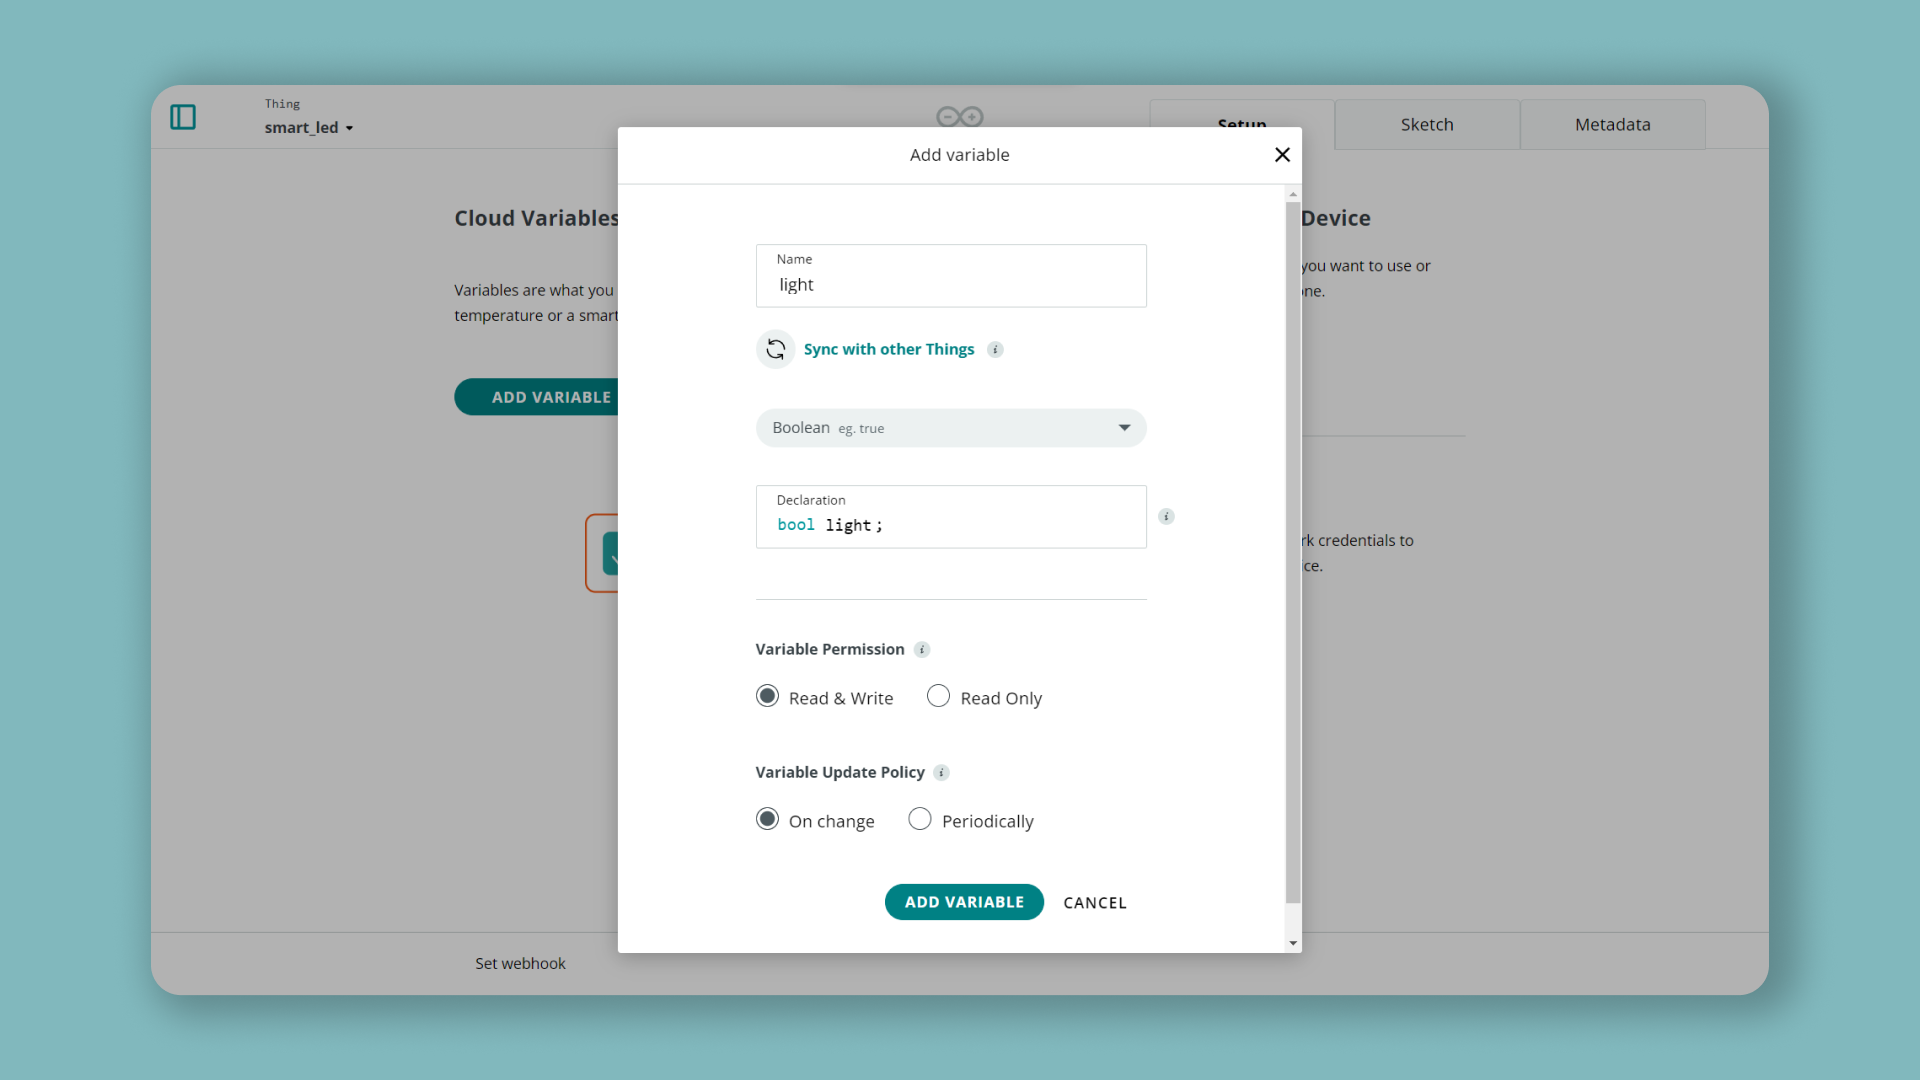 Thing
smart_led
Setup
Sketch
Metadata
Add variable
Cloud Variables
Device
Variables are what you
temperature or a smart
you want to use or
ne.
ADD VARIABLE
Name
light
Sync with other Things
i
Boolean eg. true
Declaration
bool light;
i
rk credentials to
ce.
Variable Permission i
Read & Write
Read Only
Variable Update Policy i
On change
Periodically
ADD VARIABLE
CANCEL
Set webhook